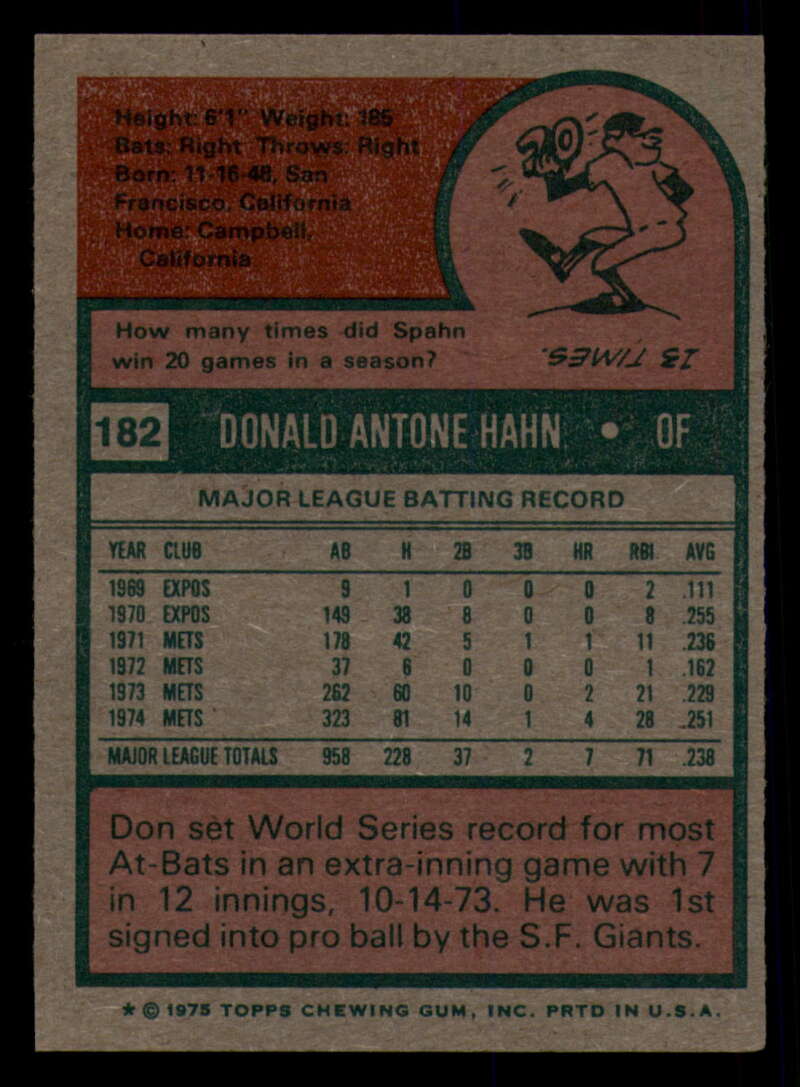 Height: 6'1" Weight: 185
Bats: Right Throws: Right
Born: 11-16-48, San
Francisco, California
Home: Campbell,
California
20
How many times did Spahn
win 20 games in a season?
13 TIMES.
182 DONALD ANTONE HAHN • OF
MAJOR LEAGUE BATTING RECORD
YEAR CLUB AB H 2B 3B HR RBI AVG
1969 EXPOS 9 1 0 0 0 2 .111
1970 EXPOS 149 38 8 0 0 8 .255
1971 METS 178 42 5 1 1 11 .236
1972 METS 37 6 0 0 0 1 .162
1973 METS 262 60 10 0 2 21 .229
1974 METS 323 81 14 1 4 28 .251
MAJOR LEAGUE TOTALS 958 228 37 2 7 71 .238
Don set World Series record for most
At-Bats in an extra-inning game with 7
in 12 innings, 10-14-73. He was 1st
signed into pro ball by the S.F. Giants.
* © 1975 TOPPS CHEWING GUM, INC. PRTD IN U.S.A.